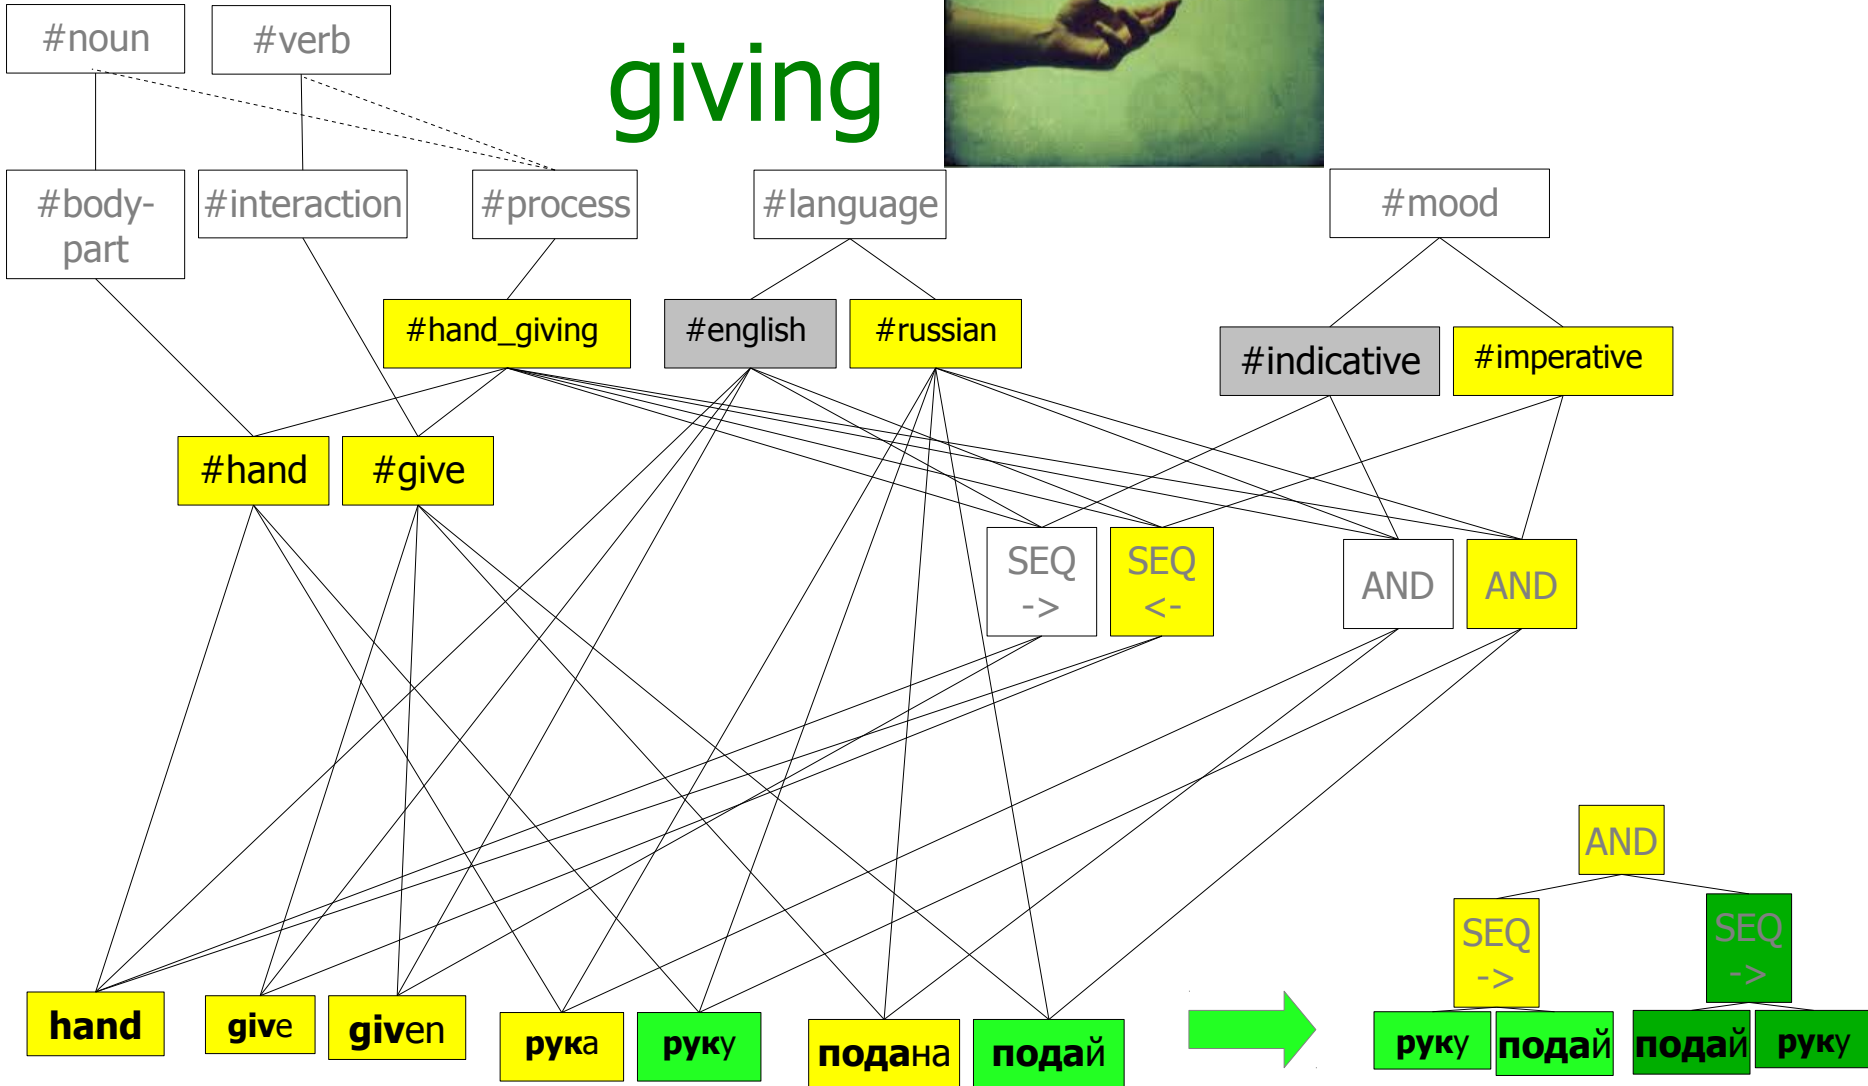 #noun
#verb
giving
#body-
part
#interaction
#process
#language
#mood
#hand_giving
#english
#russian
#indicative
#imperative
#hand
#give
SEQ
->
SEQ
<-
AND
AND
AND
SEQ
->
SEQ
->
hand
give
given
рука
руку
подана
подай
руку
подай
подай
руку